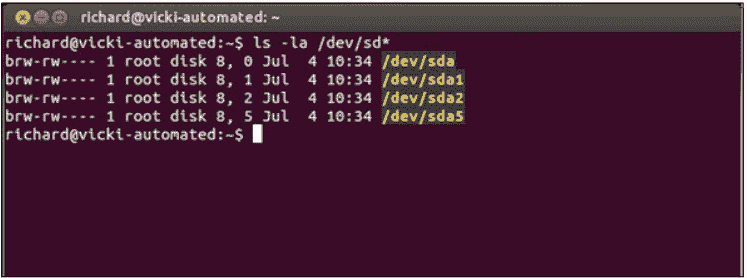 richard@vicki-automated: ~
richard@vicki-automated:~$ ls -la /dev/sd*
brw-rw---- 1 root disk 8, 0 Jul  4 10:34 /dev/sda
brw-rw---- 1 root disk 8, 1 Jul  4 10:34 /dev/sda1
brw-rw---- 1 root disk 8, 2 Jul  4 10:34 /dev/sda2
brw-rw---- 1 root disk 8, 5 Jul  4 10:34 /dev/sda5
richard@vicki-automated:~$